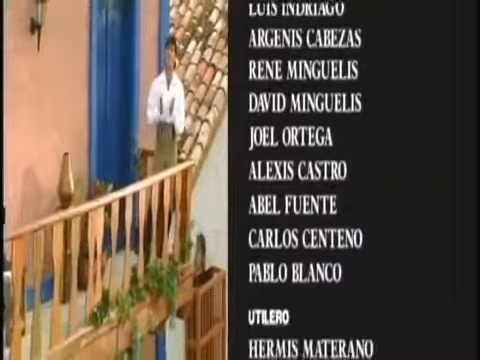 LUIS INDRIAGO
ARGENIS CABEZAS
RENE MINGUELIS
DAVID MINGUELIS
JOEL ORTEGA
ALEXIS CASTRO
ABEL FUENTE
CARLOS CENTENO
PABLO BLANCO
UTILERO
HERMIS MATERANO